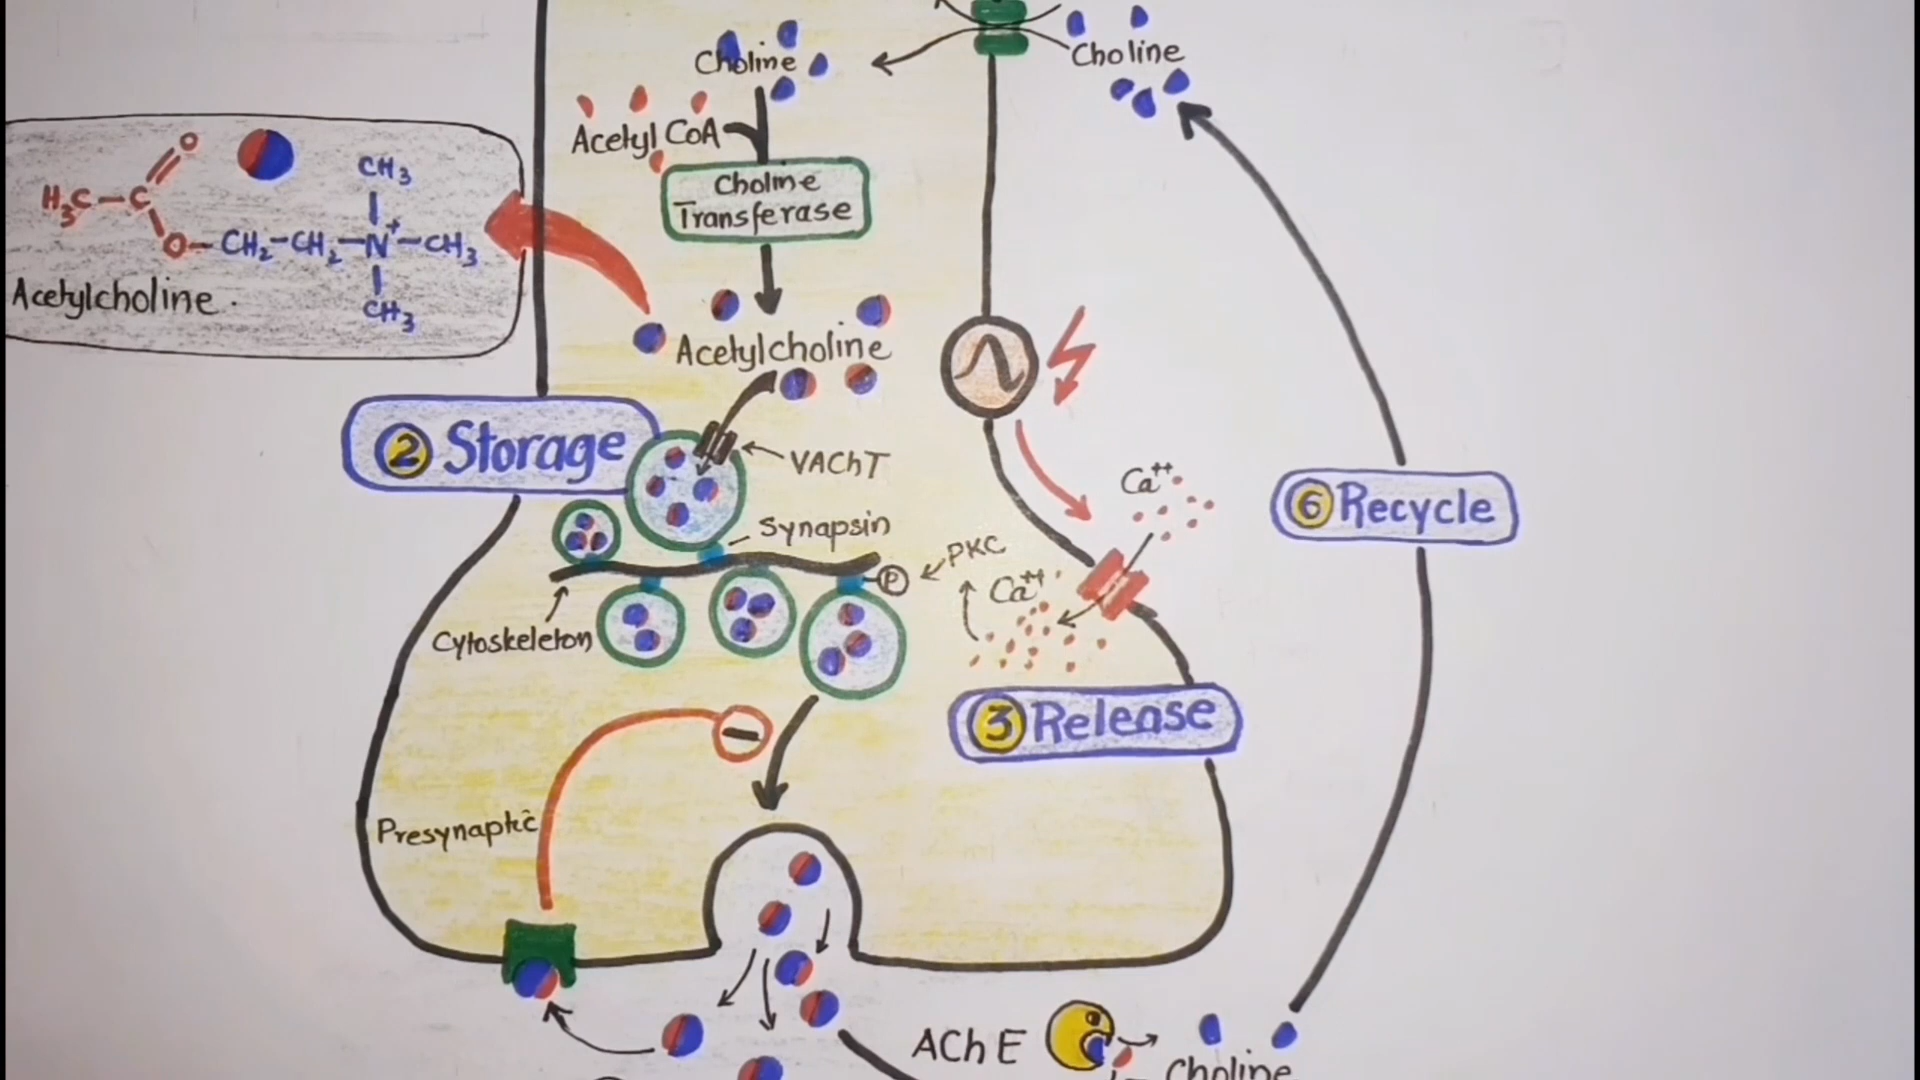 Choline
Choline
Acetyl CoA
Choline
Transferase
O
CH3
H3C-C
O-CH2-CH2-N+-CH3
CH3
Acetylcholine.
Acetylcholine
2 Storage
VAChT
Ca++
6 Recycle
Synapsin
PKC
P
Ca++
Cytoskeleton
3 Release
Presynaptic
AChE
Choline